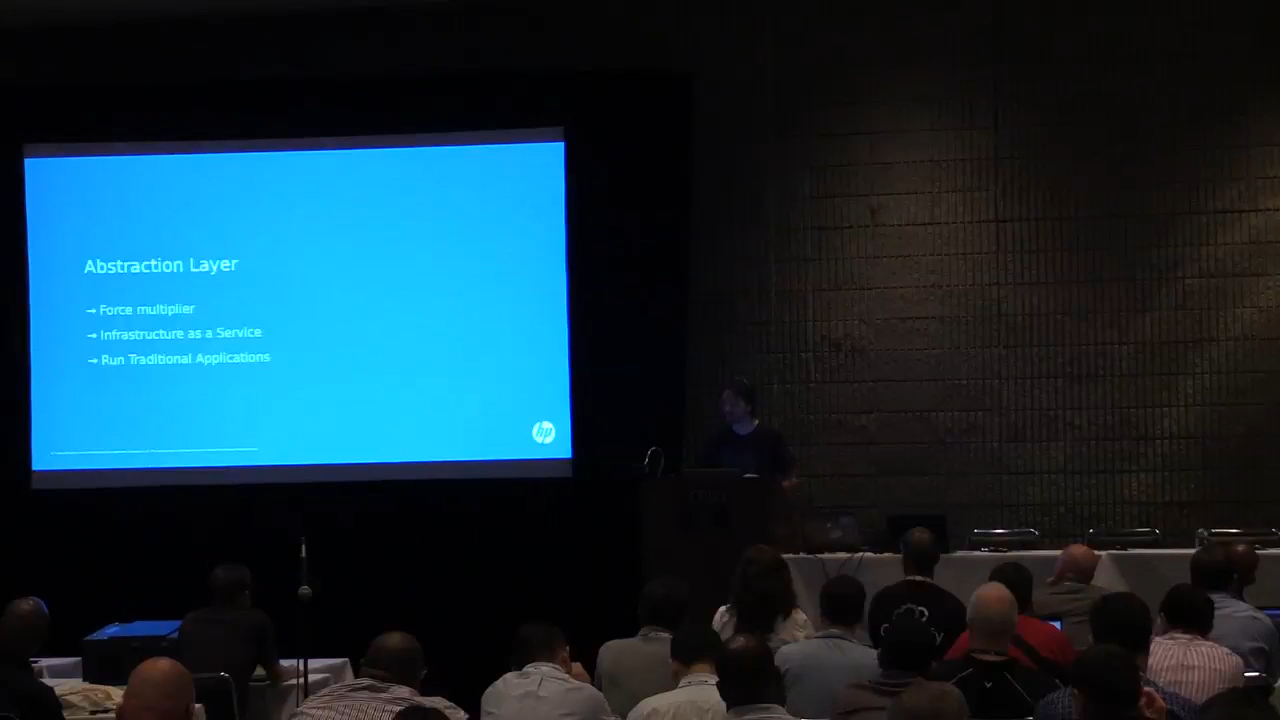 Abstraction Layer
→ Force multiplier
→ Infrastructure as a Service
→ Run Traditional Applications
hp